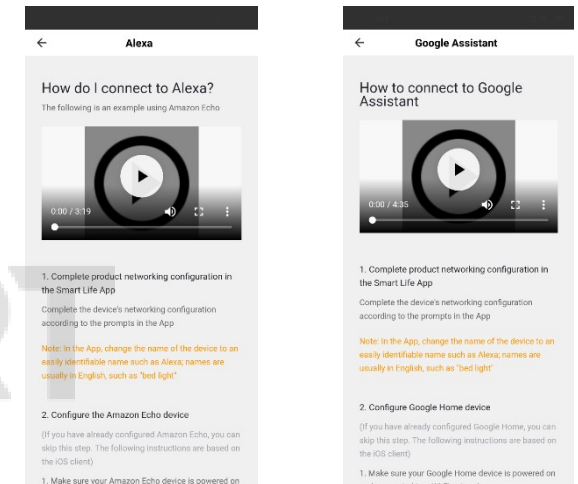 Alexa
How do I connect to Alexa?
The following is an example using Amazon Echo
0:00 / 3:19
1. Complete product networking configuration in
the Smart Life App
Complete the device's networking configuration
according to the prompts in the App
Note: In the App, change the name of the device to an
easily identifiable name such as Alexa; names are
usually in English, such as "bed light"
2. Configure the Amazon Echo device
(If you have already configured Amazon Echo, you can
skip this step. The following instructions are based on
the iOS client)
1. Make sure your Amazon Echo device is powered on
Google Assistant
How to connect to Google
Assistant
0:00 / 4:35
1. Complete product networking configuration in
the Smart Life App
Complete the device's networking configuration
according to the prompts in the App
Note: In the App, change the name of the device to an
easily identifiable name such as Alexa; names are
usually in English, such as "bed light"
2. Configure Google Home device
(If you have already configured Google Home, you can
skip this step. The following instructions are based on
the iOS client)
1. Make sure your Google Home device is powered on